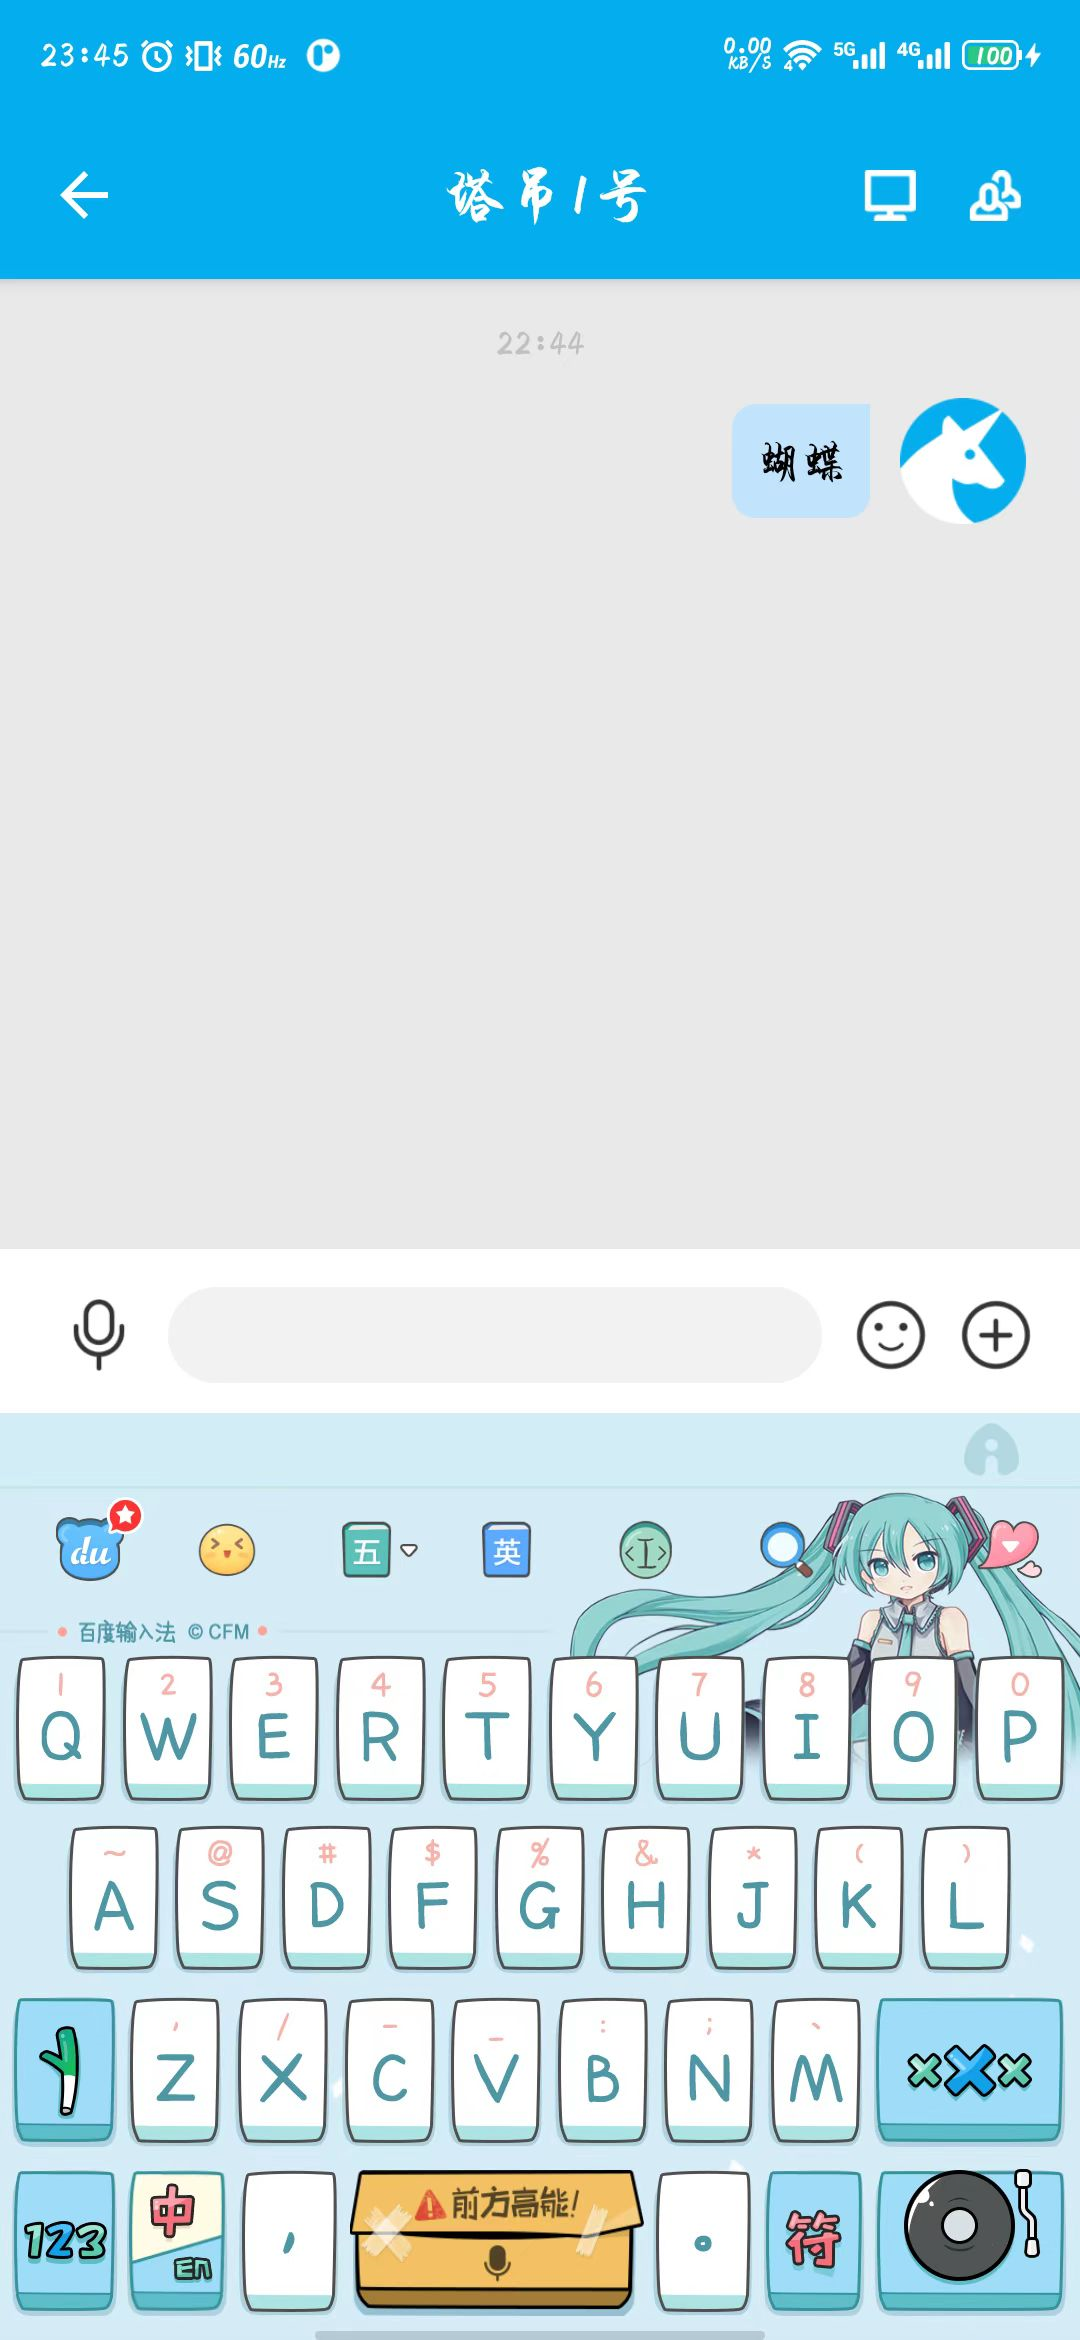 23:45 60Hz 0.00 KB/S 4 5G 4G 100
塔吊1号
22:44
蝴蝶
du 五 英
百度输入法 © CFM
1 2 3 4 5 6 7 8 9 0
Q W E R T Y U I O P
~ @ # $ % & * ( )
A S D F G H J K L
' / - _ : ; 、
Z X C V B N M
123 中 En , 前方高能! 。 符